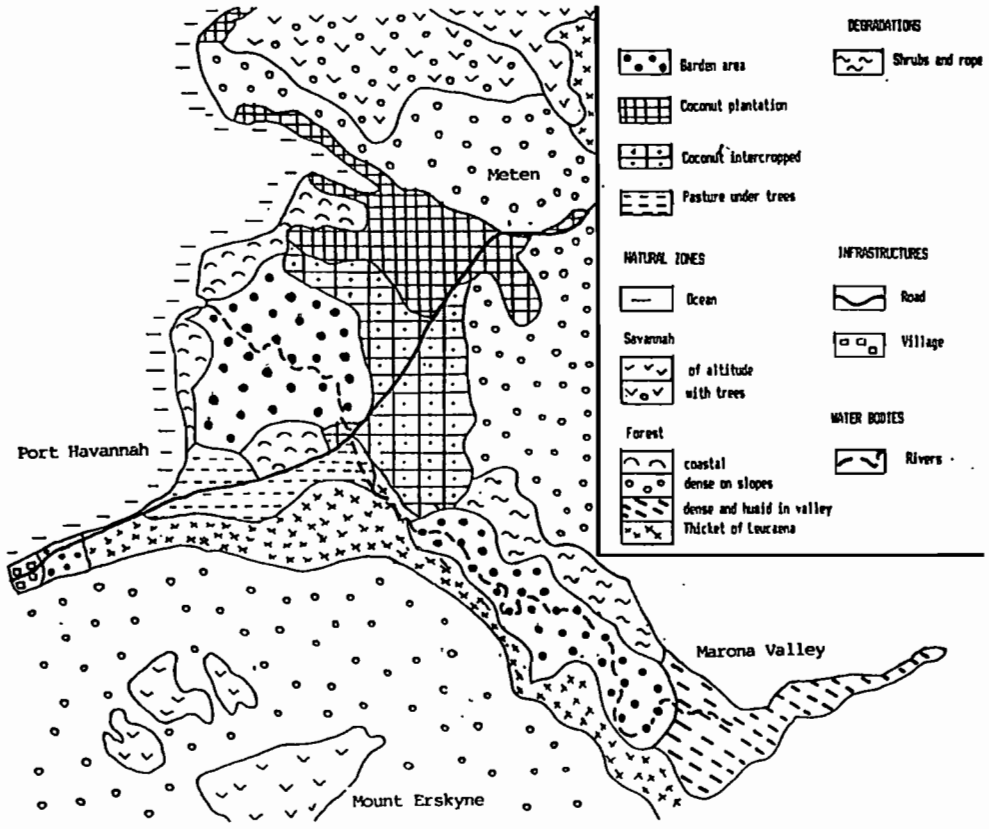 DEGRADATIONS
Garden area
Shrubs and rope
Coconut plantation
Coconut intercropped
Pasture under trees
NATURAL ZONES
INFRASTRUCTURES
Ocean
Road
Savannah
Village
of altitude
with trees
WATER BODIES
Forest
Rivers
coastal
dense on slopes
dense and humid in valley
Thicket of Leucaena
Meten
Port Havannah
Marona Valley
Mount Erskyne